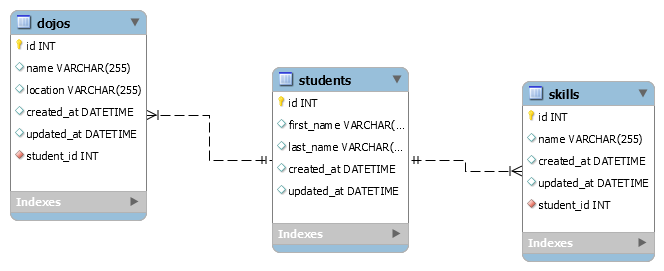 dojos
id INT
name VARCHAR(255)
location VARCHAR(255)
created_at DATETIME
updated_at DATETIME
student_id INT
Indexes
students
id INT
first_name VARCHAR(...
last_name VARCHAR(...
created_at DATETIME
updated_at DATETIME
Indexes
skills
id INT
name VARCHAR(255)
created_at DATETIME
updated_at DATETIME
student_id INT
Indexes